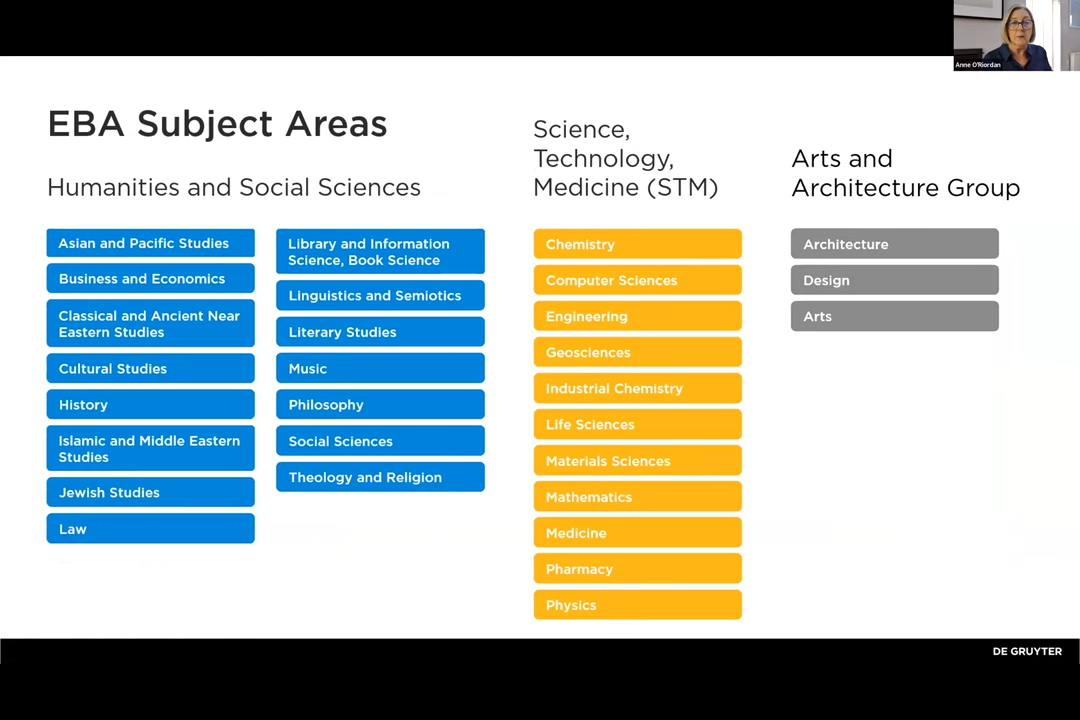 Anne O'Riordan
EBA Subject Areas
Humanities and Social Sciences
Asian and Pacific Studies
Business and Economics
Classical and Ancient Near
Eastern Studies
Cultural Studies
History
Islamic and Middle Eastern
Studies
Jewish Studies
Law
Library and Information
Science, Book Science
Linguistics and Semiotics
Literary Studies
Music
Philosophy
Social Sciences
Theology and Religion
Science,
Technology,
Medicine (STM)
Chemistry
Computer Sciences
Engineering
Geosciences
Industrial Chemistry
Life Sciences
Materials Sciences
Mathematics
Medicine
Pharmacy
Physics
Arts and
Architecture Group
Architecture
Design
Arts
DE GRUYTER